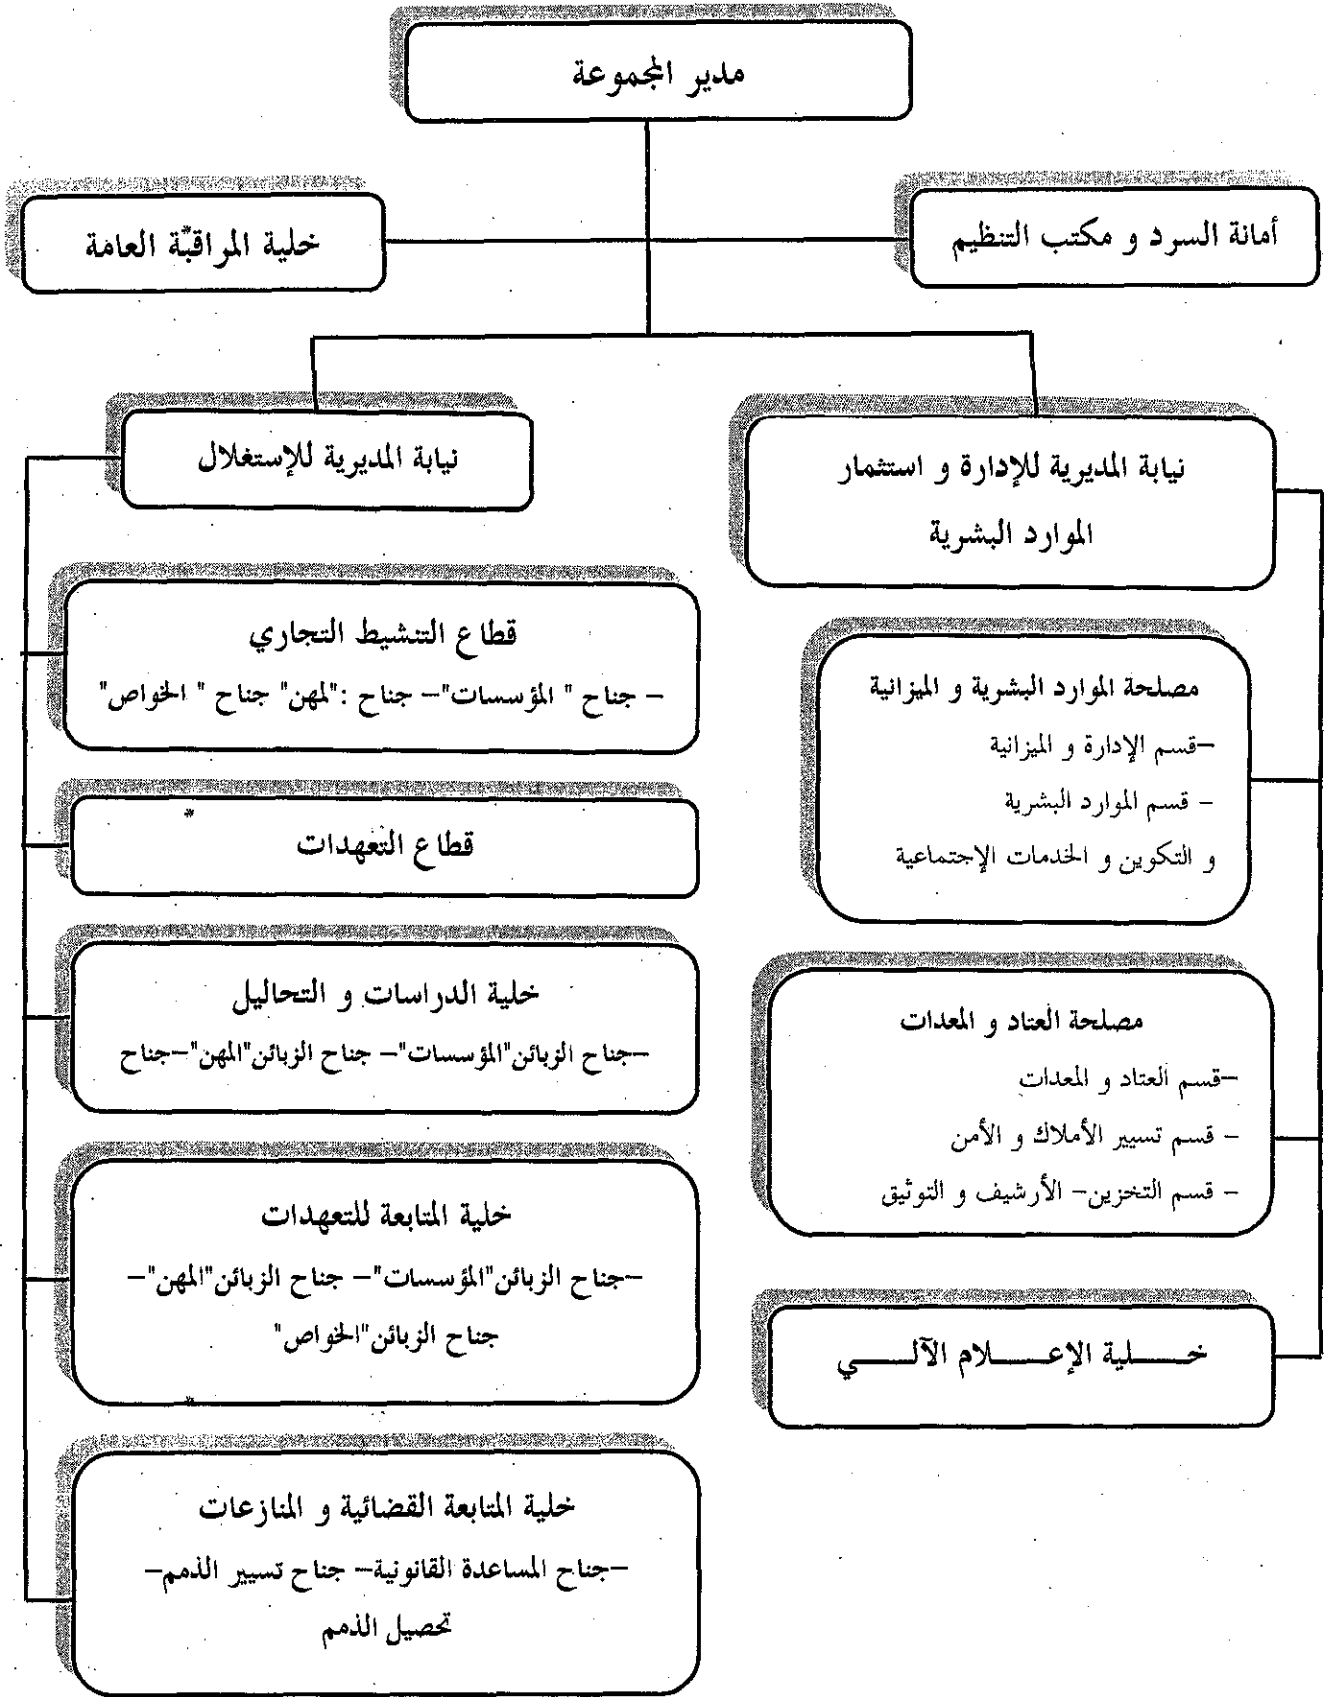 مدير المجموعة
أمانة السرد و مكتب التنظيم
خلية المراقبة العامة
نيابة المديرية للإدارة و استثمار
الموارد البشرية
مصلحة الموارد البشرية و الميزانية
–قسم الإدارة و الميزانية
– قسم الموارد البشرية
و التكوين و الخدمات الإجتماعية
مصلحة العتاد و المعدات
–قسم العتاد و المعدات
– قسم تسيير الأملاك و الأمن
– قسم التخزين– الأرشيف و التوثيق
خـــلية الإعــــلام الآلــــي
نيابة المديرية للإستغلال
قطاع التنشيط التجاري
– جناح " المؤسسات"– جناح :"لمهن" جناح " الخواص"
قطاع التعهدات
خلية الدراسات و التحاليل
–جناح الزبائن"المؤسسات"– جناح الزبائن"المهن"–جناح
خلية المتابعة للتعهدات
–جناح الزبائن"المؤسسات"– جناح الزبائن"المهن"–
جناح الزبائن"الخواص"
خلية المتابعة القضائية و المنازعات
–جناح المساعدة القانونية– جناح تسيير الذمم–
تحصيل الذمم